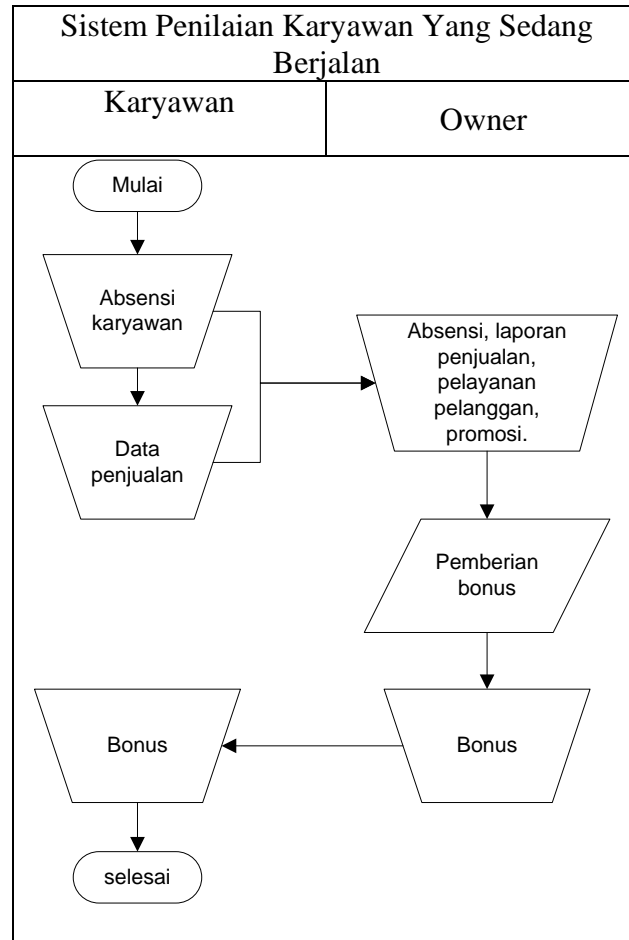 Sistem Penilaian Karyawan Yang Sedang
Berjalan
Karyawan
Owner
Mulai
Absensi
karyawan
Absensi, laporan
penjualan,
pelayanan
pelanggan,
promosi.
Data
penjualan
Pemberian
bonus
Bonus
Bonus
selesai